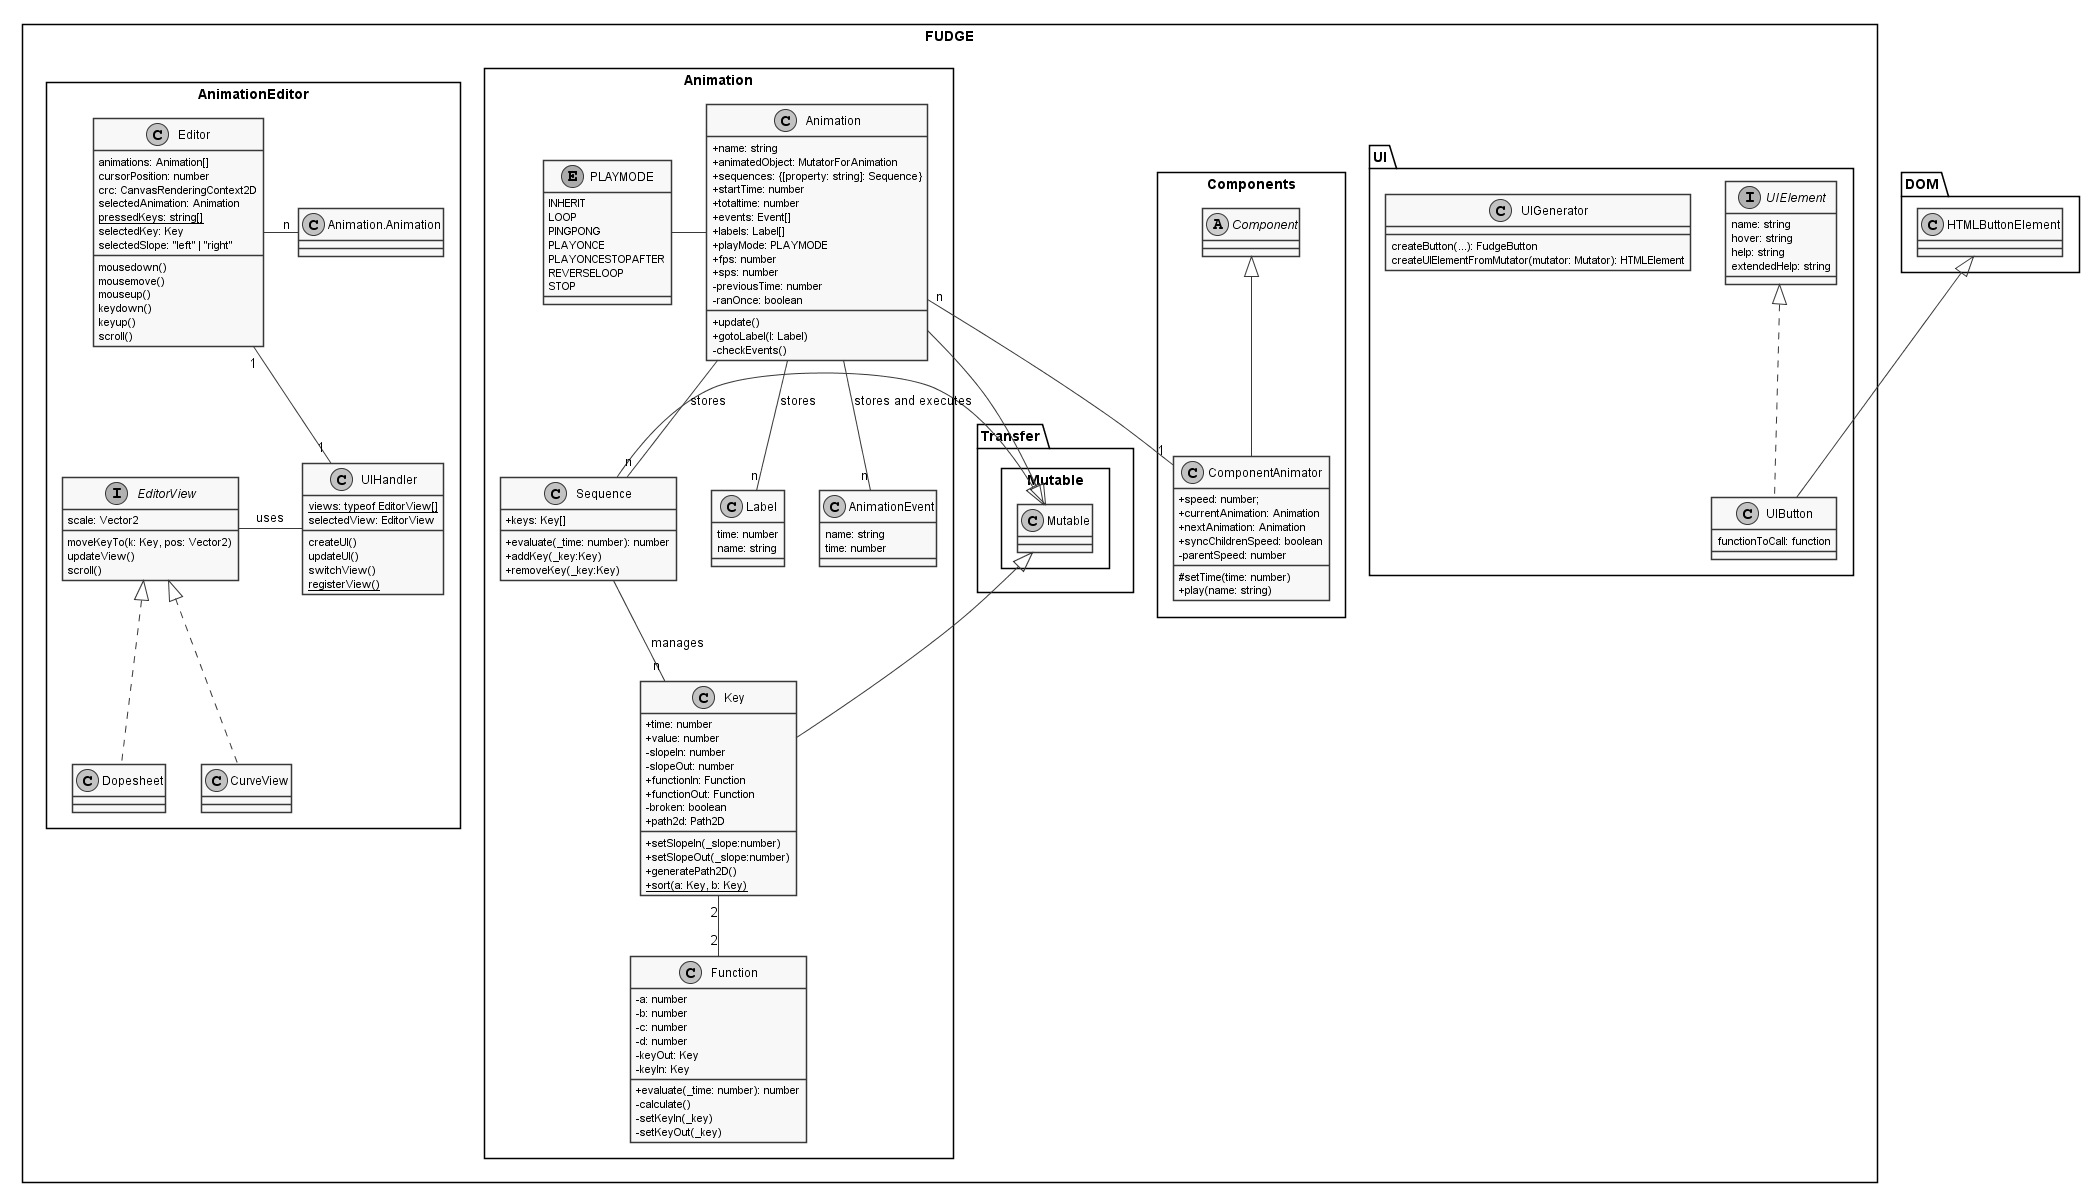 FUDGE
AnimationEditor
C Editor
animations: Animation[]
cursorPosition: number
crc: CanvasRenderingContext2D
selectedAnimation: Animation
pressedKeys: string[]
selectedKey: Key
selectedSlope: "left" | "right"
mousedown()
mousemove()
mouseup()
keydown()
keyup()
scroll()
n
C Animation.Animation
1
1
I EditorView
scale: Vector2
moveKeyTo(k: Key, pos: Vector2)
updateView()
scroll()
uses
C UIHandler
views: typeof EditorView[]
selectedView: EditorView
createUI()
updateUI()
switchView()
registerView()
C Dopesheet
C CurveView
Animation
E PLAYMODE
INHERIT
LOOP
PINGPONG
PLAYONCE
PLAYONCESTOPAFTER
REVERSELOOP
STOP
C Animation
+name: string
+animatedObject: MutatorForAnimation
+sequences: {[property: string]: Sequence}
+startTime: number
+totaltime: number
+events: Event[]
+labels: Label[]
+playMode: PLAYMODE
+fps: number
+sps: number
-previousTime: number
-ranOnce: boolean
+update()
+gotoLabel(l: Label)
-checkEvents()
stores
stores
stores and executes
n
n
n
C Sequence
+keys: Key[]
+evaluate(_time: number): number
+addKey(_key:Key)
+removeKey(_key:Key)
C Label
time: number
name: string
C AnimationEvent
name: string
time: number
manages
n
C Key
+time: number
+value: number
-slopeIn: number
-slopeOut: number
+functionIn: Function
+functionOut: Function
-broken: boolean
+path2d: Path2D
+setSlopeIn(_slope:number)
+setSlopeOut(_slope:number)
+generatePath2D()
+sort(a: Key, b: Key)
2
2
C Function
-a: number
-b: number
-c: number
-d: number
-keyOut: Key
-keyIn: Key
+evaluate(_time: number): number
-calculate()
-setKeyIn(_key)
-setKeyOut(_key)
Transfer
Mutable
C Mutable
n
1
Components
A Component
C ComponentAnimator
+speed: number;
+currentAnimation: Animation
+nextAnimation: Animation
+syncChildrenSpeed: boolean
-parentSpeed: number
#setTime(time: number)
+play(name: string)
UI
C UIGenerator
createButton(...): FudgeButton
createUIElementFromMutator(mutator: Mutator): HTMLElement
I UIElement
name: string
hover: string
help: string
extendedHelp: string
C UIButton
functionToCall: function
DOM
C HTMLButtonElement